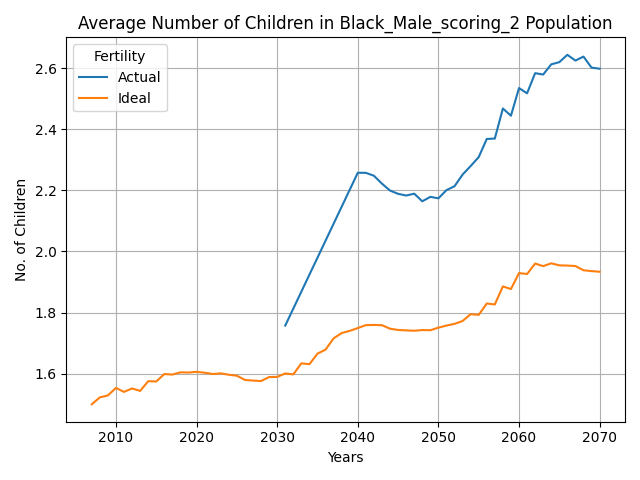 Average Number of Children in Black_Male_scoring_2 Population
Fertility
Actual
Ideal
No. of Children
2.6
2.4
2.2
2.0
1.8
1.6
2010 2020 2030 2040 2050 2060 2070
Years